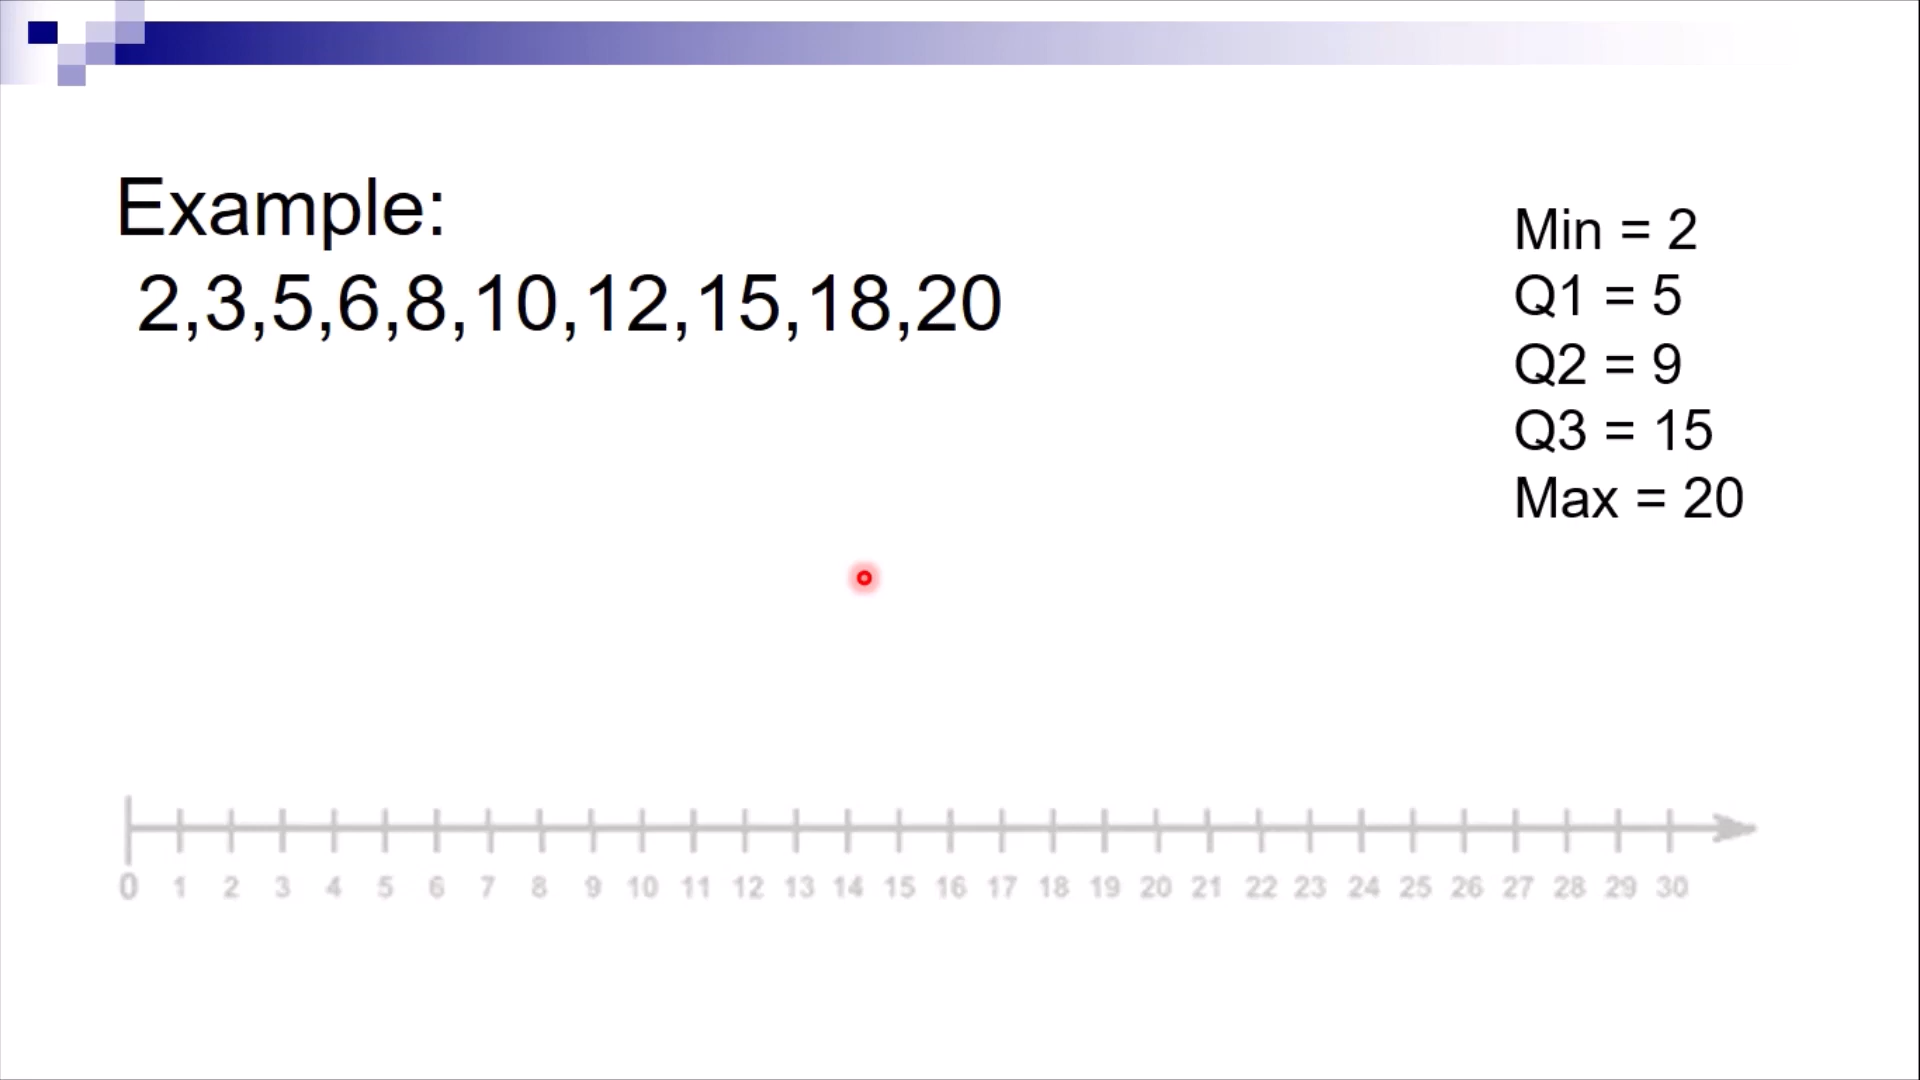 Example:
2,3,5,6,8,10,12,15,18,20
Min = 2
Q1 = 5
Q2 = 9
Q3 = 15
Max = 20
0 1 2 3 4 5 6 7 8 9 10 11 12 13 14 15 16 17 18 19 20 21 22 23 24 25 26 27 28 29 30